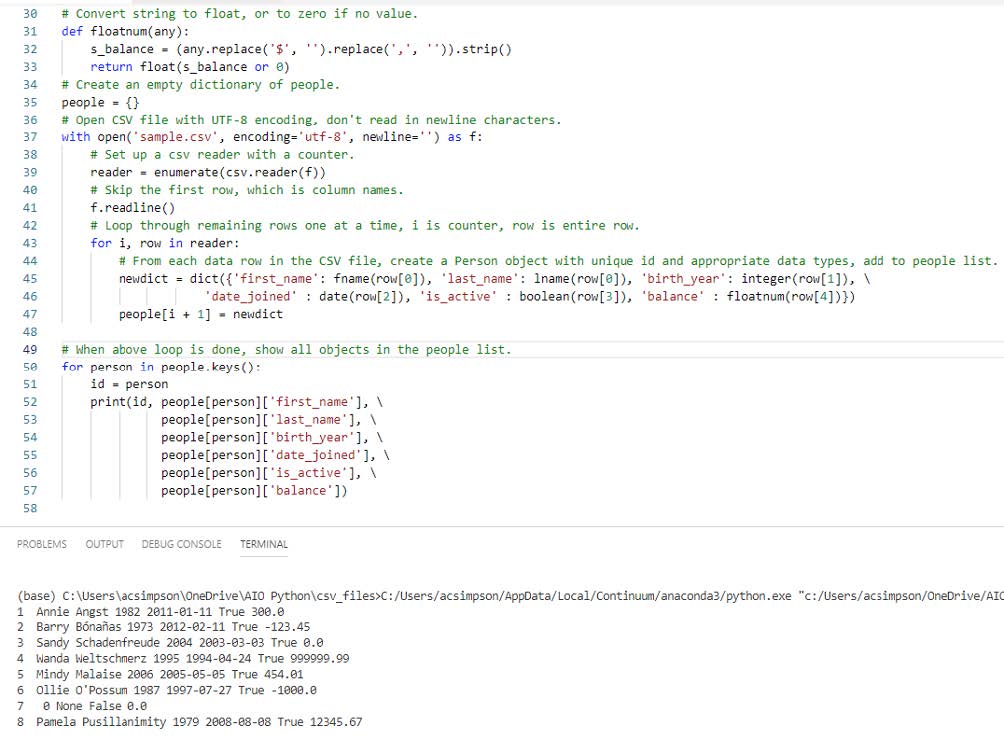 30 # Convert string to float, or to zero if no value.
31 def floatnum(any):
32 s_balance = (any.replace('$', '').replace(',', '')).strip()
33 return float(s_balance or 0)
34 # Create an empty dictionary of people.
35 people = {}
36 # Open CSV file with UTF-8 encoding, don't read in newline characters.
37 with open('sample.csv', encoding='utf-8', newline='') as f:
38 # Set up a csv reader with a counter.
39 reader = enumerate(csv.reader(f))
40 # Skip the first row, which is column names.
41 f.readline()
42 # Loop through remaining rows one at a time, i is counter, row is entire row.
43 for i, row in reader:
44 # From each data row in the CSV file, create a Person object with unique id and appropriate data types, add to people list.
45 newdict = dict({'first_name': fname(row[0]), 'last_name': lname(row[0]), 'birth_year': integer(row[1]), \
46 'date_joined' : date(row[2]), 'is_active' : boolean(row[3]), 'balance' : floatnum(row[4])})
47 people[i + 1] = newdict
48
49 # When above loop is done, show all objects in the people list.
50 for person in people.keys():
51 id = person
52 print(id, people[person]['first_name'], \
53 people[person]['last_name'], \
54 people[person]['birth_year'], \
55 people[person]['date_joined'], \
56 people[person]['is_active'], \
57 people[person]['balance'])
58
PROBLEMS OUTPUT DEBUG CONSOLE TERMINAL
(base) C:\Users\acsimpson\OneDrive\AIO Python\csv_files>C:/Users/acsimpson/AppData/Local/Continuum/anaconda3/python.exe "c:/Users/acsimpson/OneDrive/AIO
1 Annie Angst 1982 2011-01-11 True 300.0
2 Barry Bónañas 1973 2012-02-11 True -123.45
3 Sandy Schadenfreude 2004 2003-03-03 True 0.0
4 Wanda Weltschmerz 1995 1994-04-24 True 999999.99
5 Mindy Malaise 2006 2005-05-05 True 454.01
6 Ollie O'Possum 1987 1997-07-27 True -1000.0
7 0 None False 0.0
8 Pamela Pusillanimity 1979 2008-08-08 True 12345.67